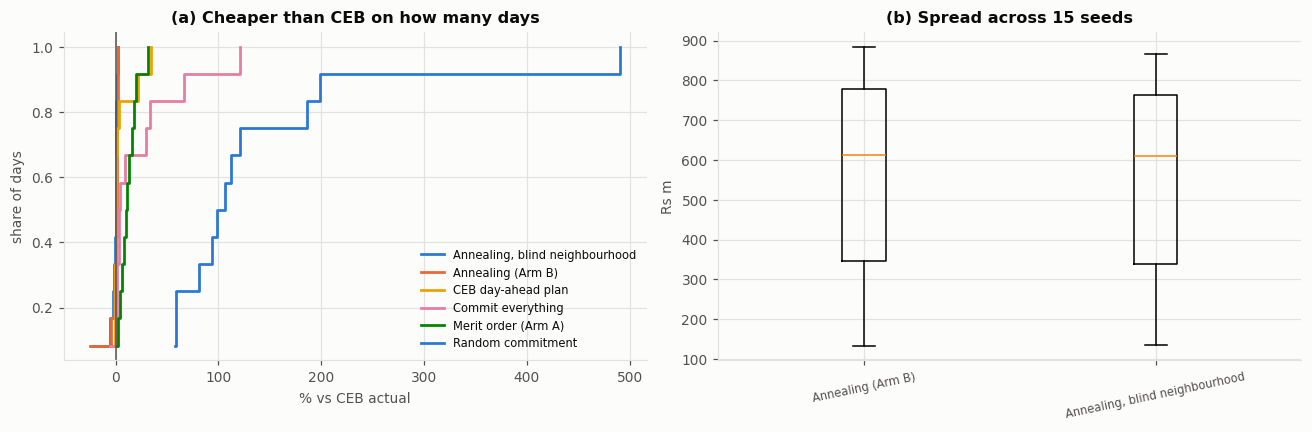 (a) Cheaper than CEB on how many days
1.0
0.8
0.6
0.4
0.2
share of days
0
100
200
300
400
500
% vs CEB actual
Annealing, blind neighbourhood
Annealing (Arm B)
CEB day-ahead plan
Commit everything
Merit order (Arm A)
Random commitment
(b) Spread across 15 seeds
900
800
700
600
500
400
300
200
100
Rs m
Annealing (Arm B)
Annealing, blind neighbourhood